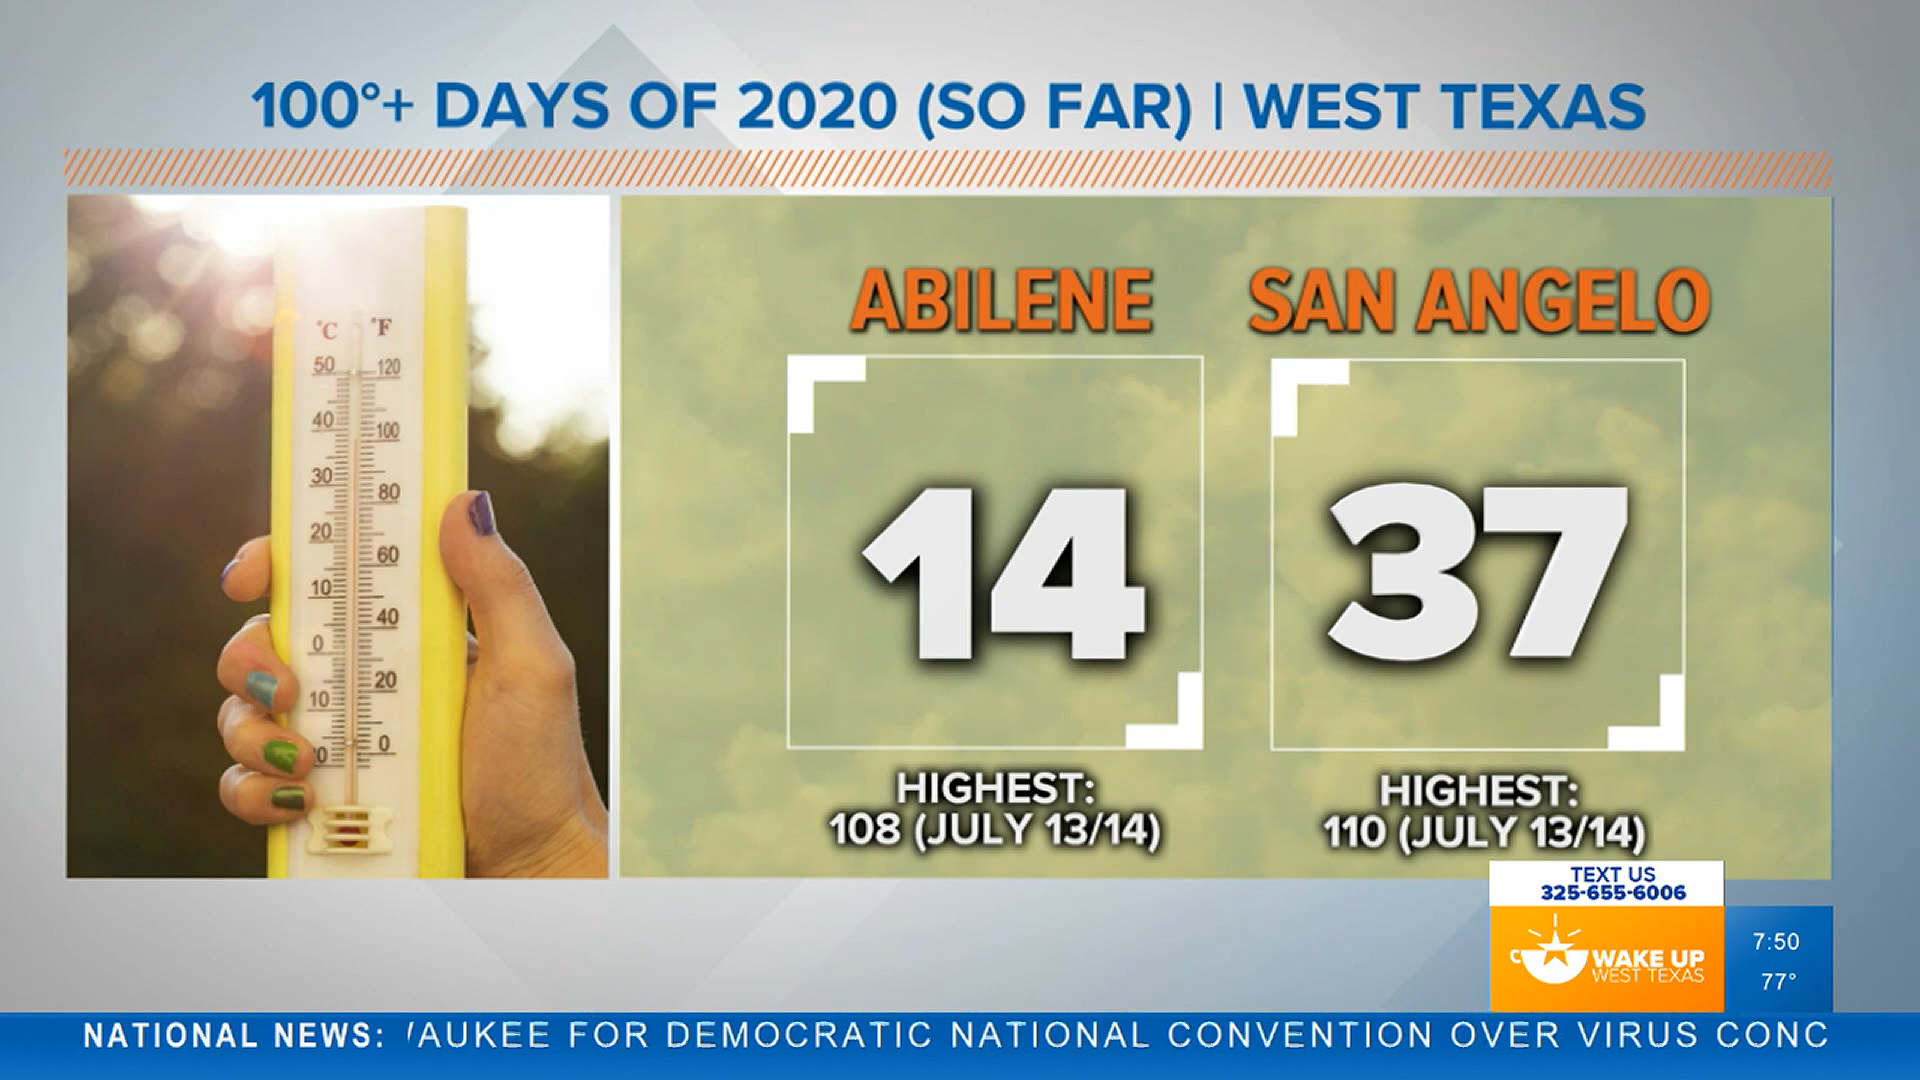 100°+ DAYS OF 2020 (SO FAR) | WEST TEXAS
°C °F
50 120
40 100
30 80
20 60
10 40
0 20
10 0
ABILENE
14
HIGHEST:
108 (JULY 13/14)
SAN ANGELO
37
HIGHEST:
110 (JULY 13/14)
TEXT US
325-655-6006
WAKE UP
WEST TEXAS
7:50
77°
NATIONAL NEWS: AUKEE FOR DEMOCRATIC NATIONAL CONVENTION OVER VIRUS CONC